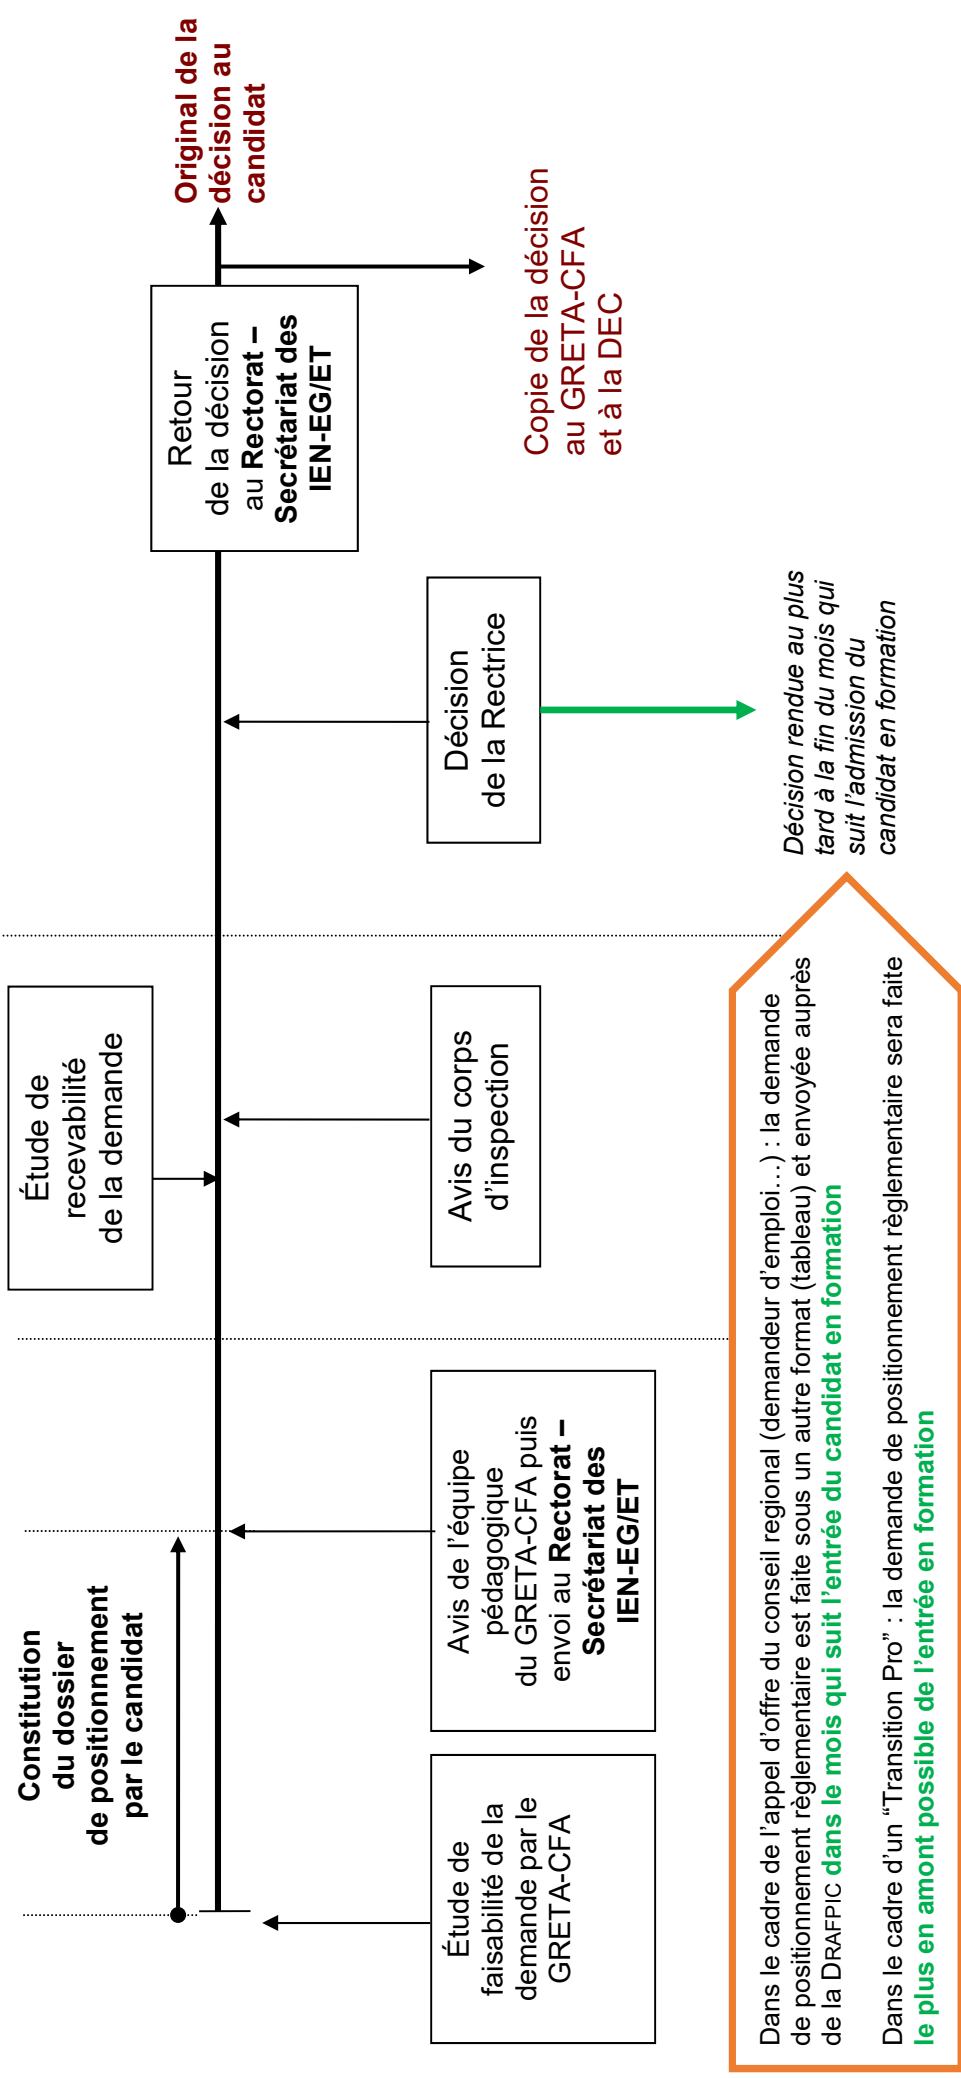 Constitution
du dossier
de positionnement
par le candidat
Étude de
faisabilité de la
demande par le
GRETA-CFA
Avis de l’équipe
pédagogique
du GRETA-CFA puis
envoi au Rectorat –
Secrétariat des
IEN-EG/ET
Étude de
recevabilité
de la demande
Avis du corps
d’inspection
Décision
de la Rectrice
Décision rendue au plus
tard à la fin du mois qui
suit l’admission du
candidat en formation
Retour
de la décision
au Rectorat –
Secrétariat des
IEN-EG/ET
Original de la
décision au
candidat
Copie de la décision
au GRETA-CFA
et à la DEC
Dans le cadre de l’appel d’offre du conseil regional (demandeur d’emploi…) : la demande
de positionnement règlementaire est faite sous un autre format (tableau) et envoyée auprès
de la DRAFPIC dans le mois qui suit l’entrée du candidat en formation
Dans le cadre d’un “Transition Pro” : la demande de positionnement règlementaire sera faite
le plus en amont possible de l’entrée en formation